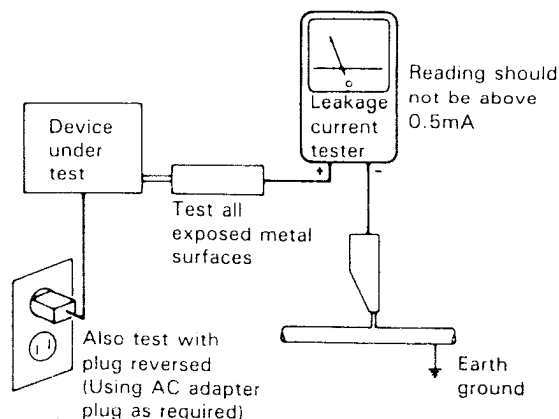 Device
under
test
Leakage
current
tester
+ -
Reading should
not be above
0.5mA
Test all
exposed metal
surfaces
Also test with
plug reversed
(Using AC adapter
plug as required)
Earth
ground